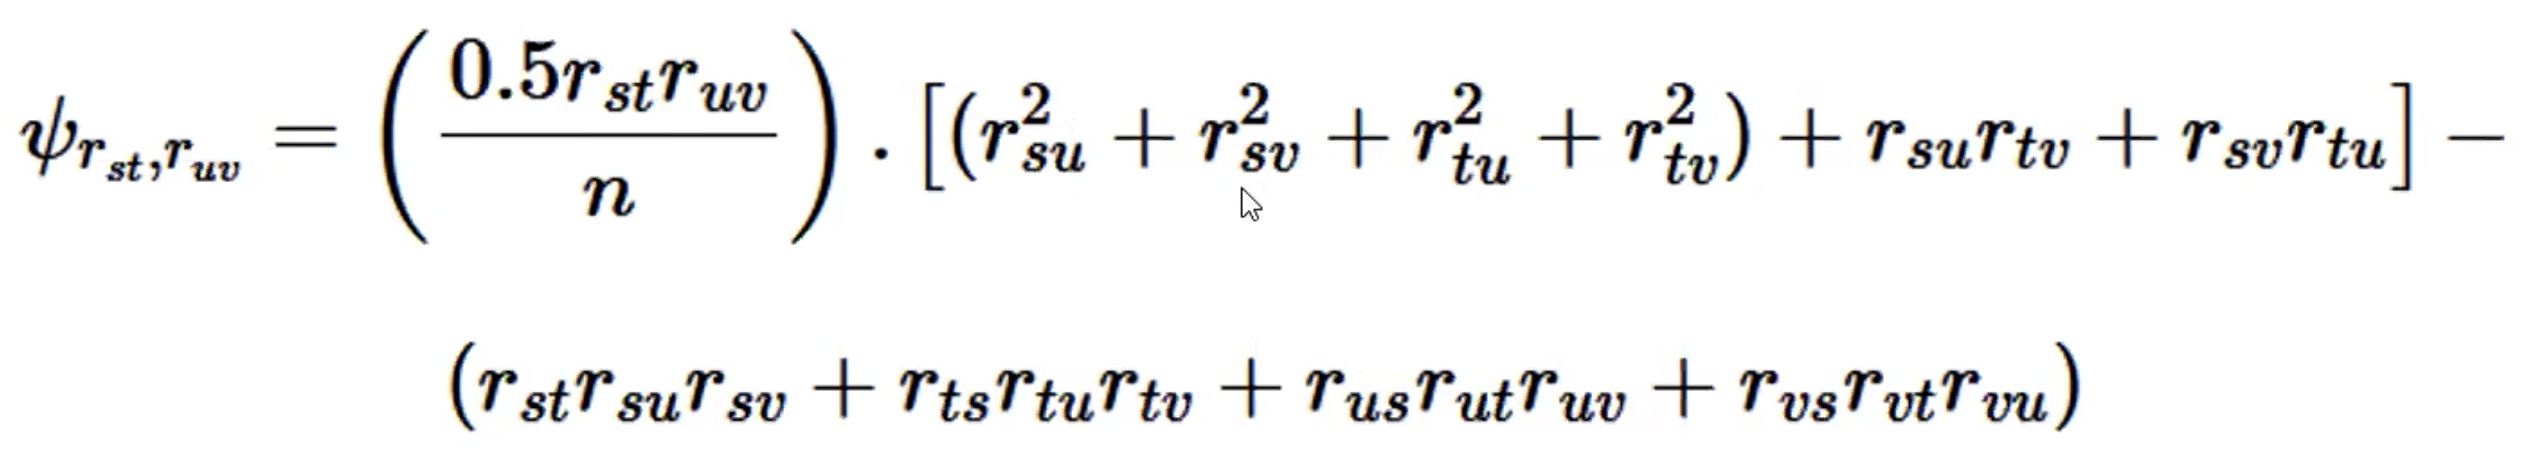 ψ_{r_{st},r_{uv}} = (0.5r_{st}r_{uv} / n) . [(r_{su}^2 + r_{sv}^2 + r_{tu}^2 + r_{tv}^2) + r_{su}r_{tv} + r_{sv}r_{tu}] −
(r_{st}r_{su}r_{sv} + r_{ts}r_{tu}r_{tv} + r_{us}r_{ut}r_{uv} + r_{vs}r_{vt}r_{vu})